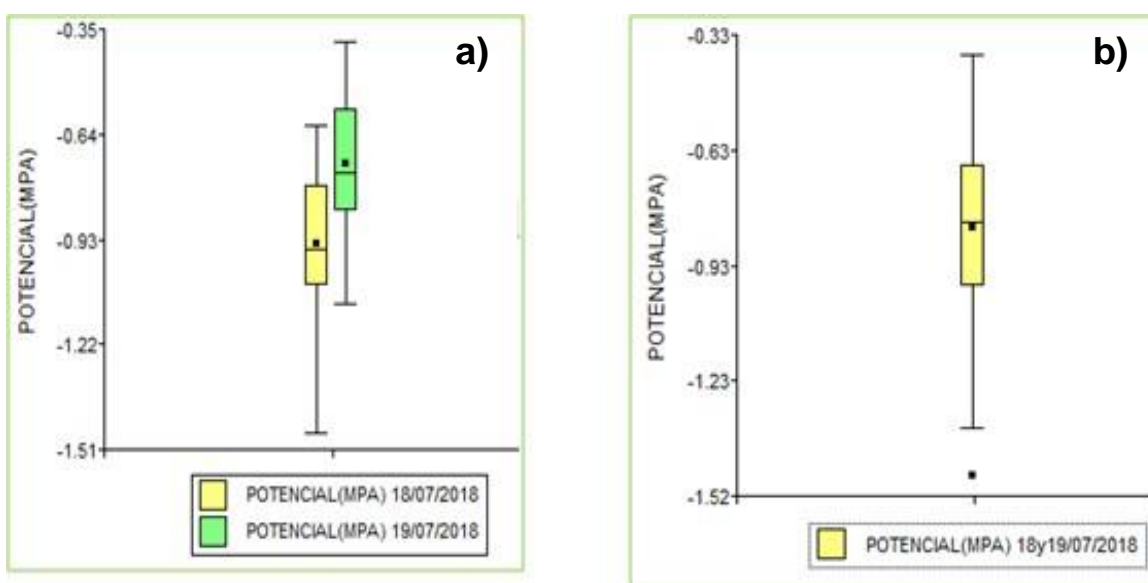 a)
-0.35
-0.64
-0.93
-1.22
-1.51
POTENCIAL(MPA)
POTENCIAL(MPA) 18/07/2018
POTENCIAL(MPA) 19/07/2018
b)
-0.33
-0.63
-0.93
-1.23
-1.52
POTENCIAL(MPA)
POTENCIAL(MPA) 18y19/07/2018